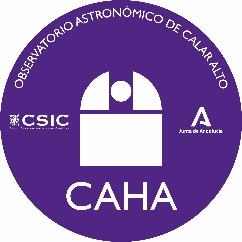 OBSERVATORIO ASTRONÓMICO DE CALAR ALTO
CSIC
Junta de Andalucía
CAHA